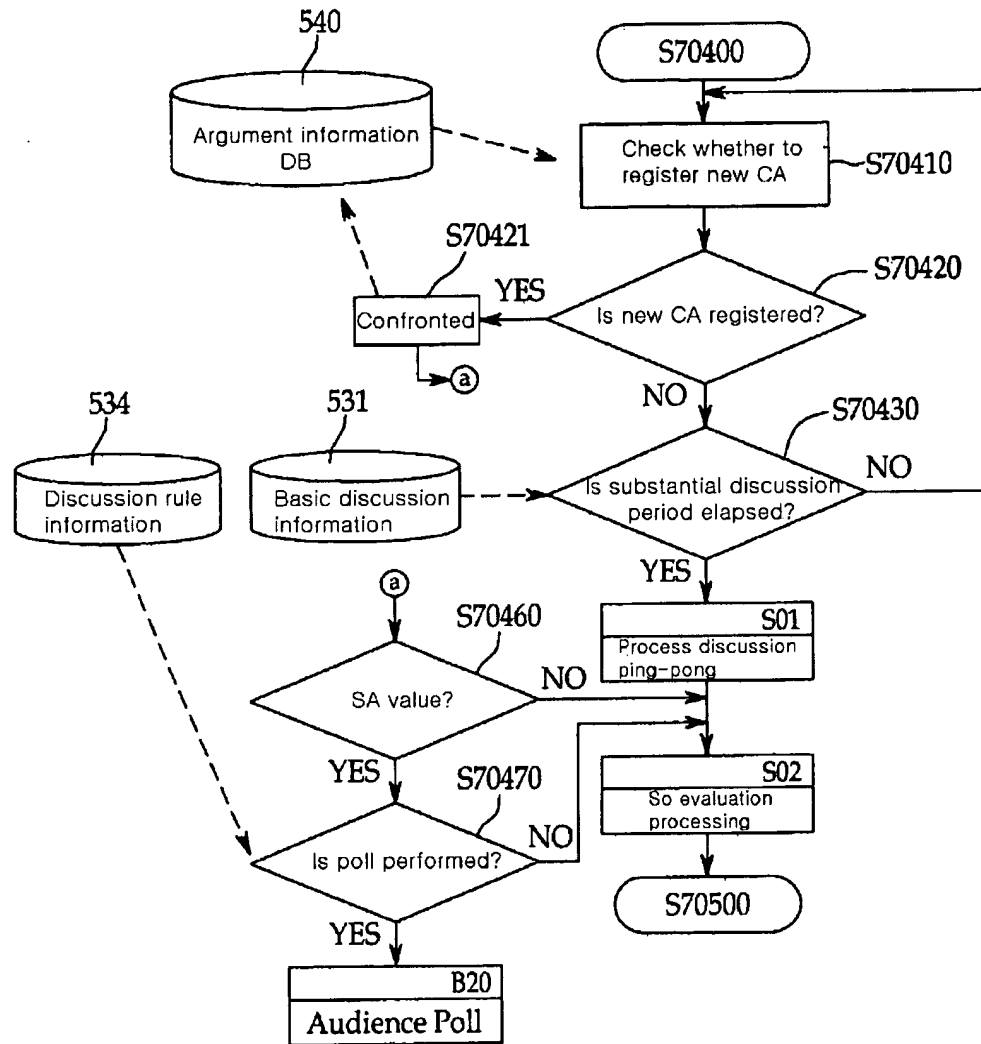 540
S70400
Argument information
DB
Check whether to
register new CA
S70410
S70421
S70420
YES
Confronted
Is new CA registered?
a
NO
534
531
S70430
NO
Discussion rule
information
Basic discussion
information
Is substantial discussion
period elapsed?
YES
a
S01
S70460
Process discussion
ping-pong
SA value?
NO
YES
S70470
S02
So evaluation
processing
Is poll performed?
NO
S70500
YES
B20
Audience Poll